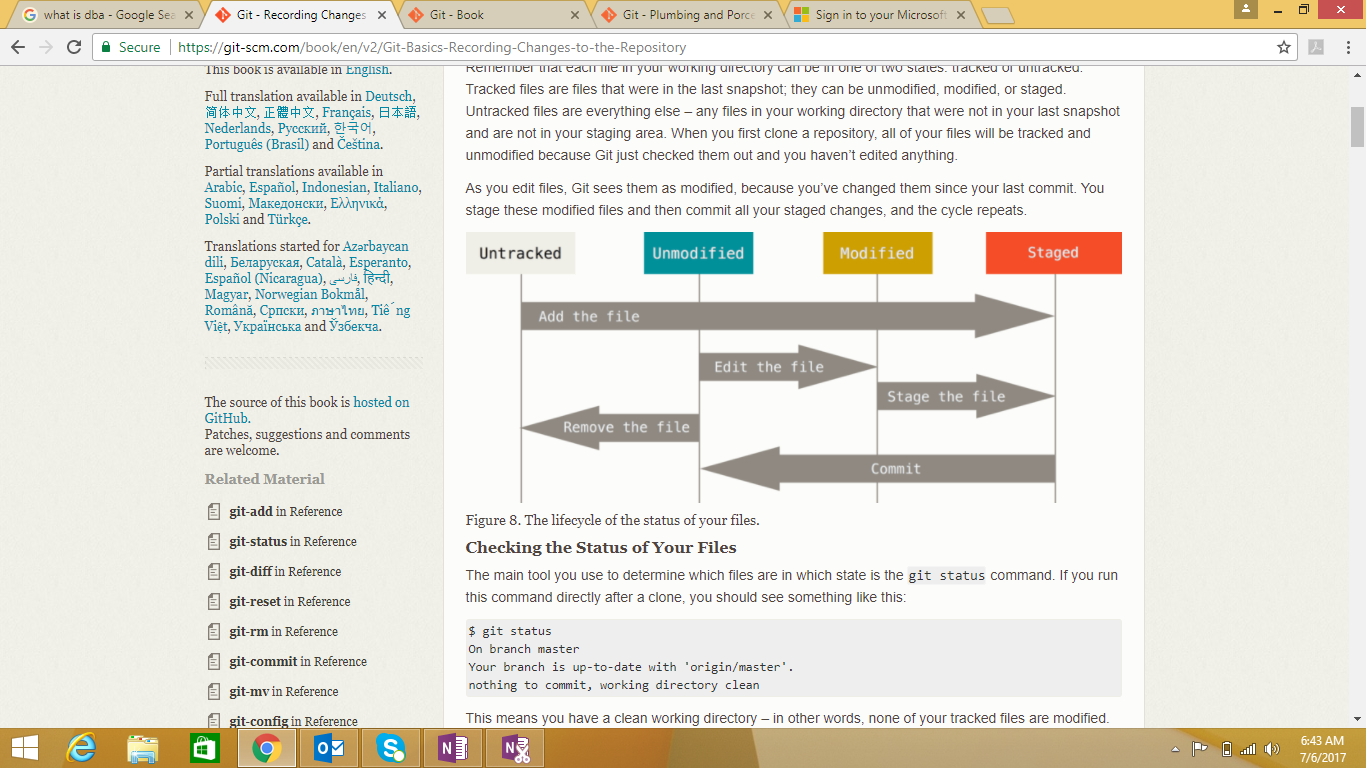 what is dba - Google Sea
Git - Recording Changes
Git - Book
Git - Plumbing and Porce
Sign in to your Microsoft
Secure
https://git-scm.com/book/en/v2/Git-Basics-Recording-Changes-to-the-Repository
This book is available in English.
Full translation available in Deutsch,
简体中文, 正體中文, Français, 日本語,
Nederlands, Русский, 한국어,
Português (Brasil) and Čeština.
Partial translations available in
Arabic, Español, Indonesian, Italiano,
Suomi, Македонски, Ελληνικά,
Polski and Türkçe.
Translations started for Azərbaycan
dili, Беларуская, Català, Esperanto,
Español (Nicaragua), فارسی, हिन्दी,
Magyar, Norwegian Bokmål,
Română, Српски, ภาษาไทย, Tiếng
Việt, Українська and Ўзбекча.
The source of this book is hosted on
GitHub.
Patches, suggestions and comments
are welcome.
Related Material
git-add in Reference
git-status in Reference
git-diff in Reference
git-reset in Reference
git-rm in Reference
git-commit in Reference
git-mv in Reference
git-config in Reference
Remember that each file in your working directory can be in one of two states: tracked or untracked.
Tracked files are files that were in the last snapshot; they can be unmodified, modified, or staged.
Untracked files are everything else – any files in your working directory that were not in your last snapshot
and are not in your staging area. When you first clone a repository, all of your files will be tracked and
unmodified because Git just checked them out and you haven’t edited anything.
As you edit files, Git sees them as modified, because you’ve changed them since your last commit. You
stage these modified files and then commit all your staged changes, and the cycle repeats.
Untracked
Unmodified
Modified
Staged
Add the file
Edit the file
Stage the file
Remove the file
Commit
Figure 8. The lifecycle of the status of your files.
Checking the Status of Your Files
The main tool you use to determine which files are in which state is the git status command. If you run
this command directly after a clone, you should see something like this:
$ git status
On branch master
Your branch is up-to-date with 'origin/master'.
nothing to commit, working directory clean
This means you have a clean working directory – in other words, none of your tracked files are modified.
6:43 AM
7/6/2017